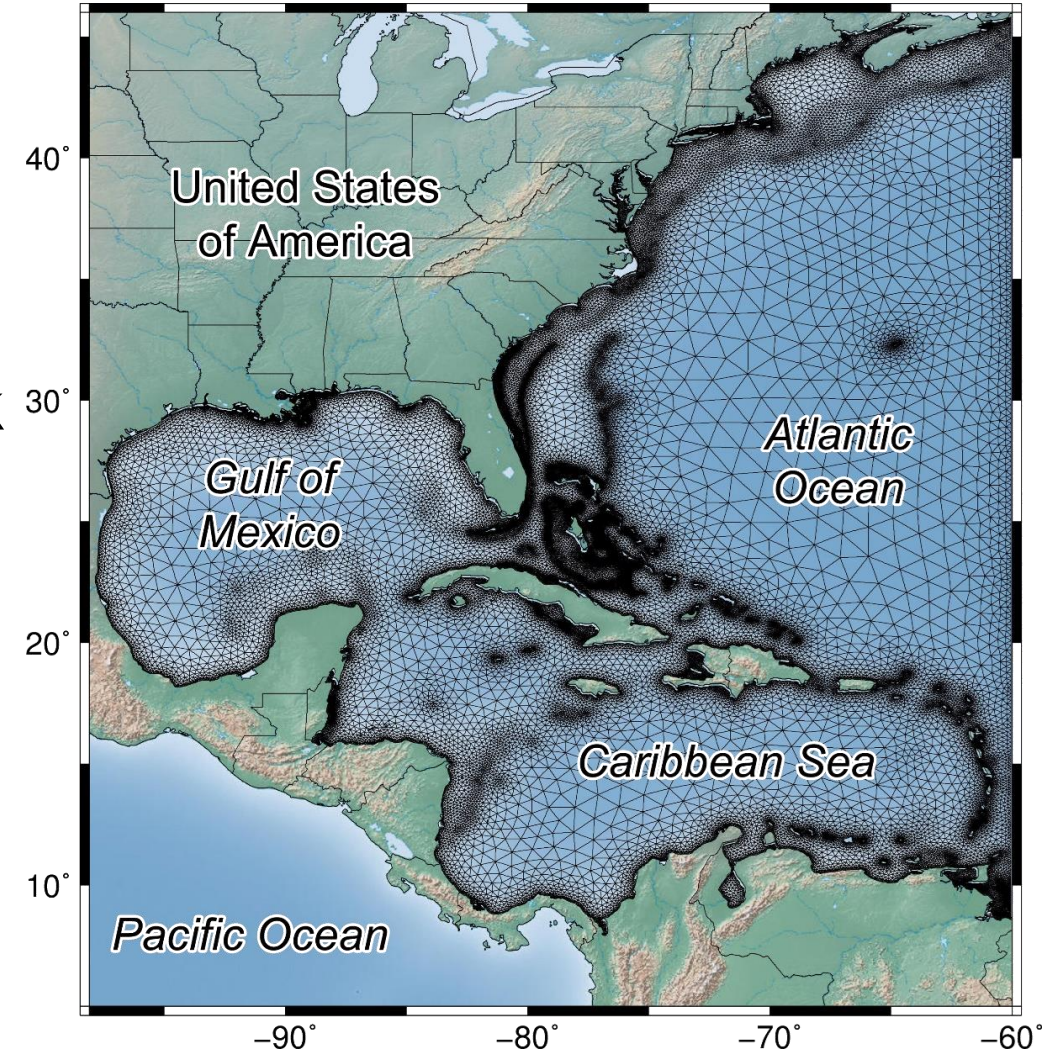 40°
United States
of America
30°
Atlantic
Ocean
Gulf of
Mexico
20°
Caribbean Sea
10°
Pacific Ocean
−90°
−80°
−70°
−60°